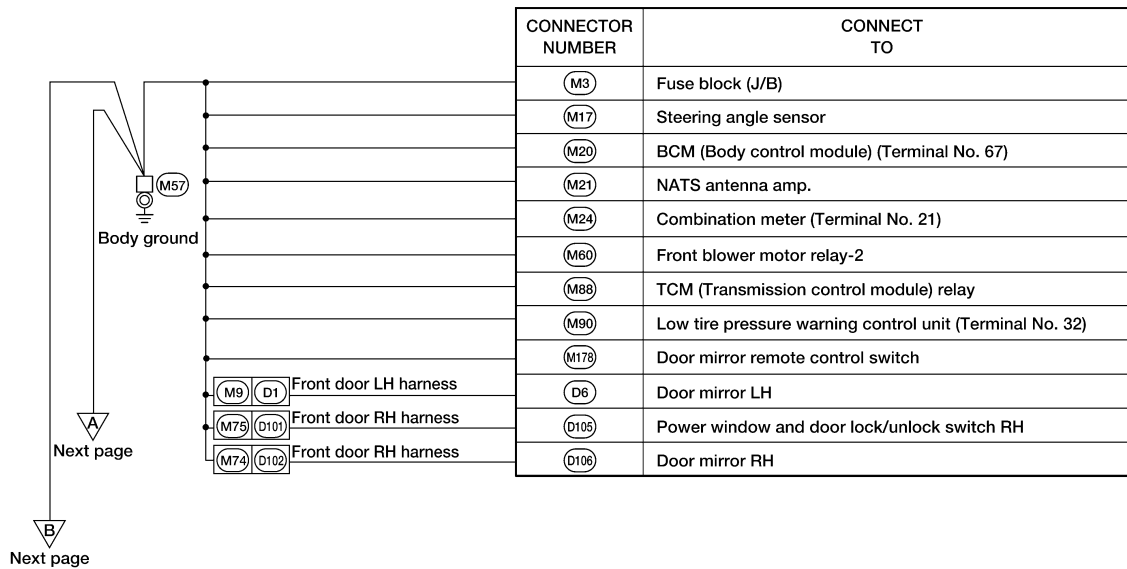 CONNECTOR NUMBER
CONNECT TO
M3 Fuse block (J/B)
M17 Steering angle sensor
M20 BCM (Body control module) (Terminal No. 67)
M21 NATS antenna amp.
M24 Combination meter (Terminal No. 21)
M60 Front blower motor relay-2
M88 TCM (Transmission control module) relay
M90 Low tire pressure warning control unit (Terminal No. 32)
M178 Door mirror remote control switch
M9 D1 Front door LH harness D6 Door mirror LH
M75 D101 Front door RH harness D105 Power window and door lock/unlock switch RH
M74 D102 Front door RH harness D106 Door mirror RH
M57
Body ground
A
Next page
B
Next page